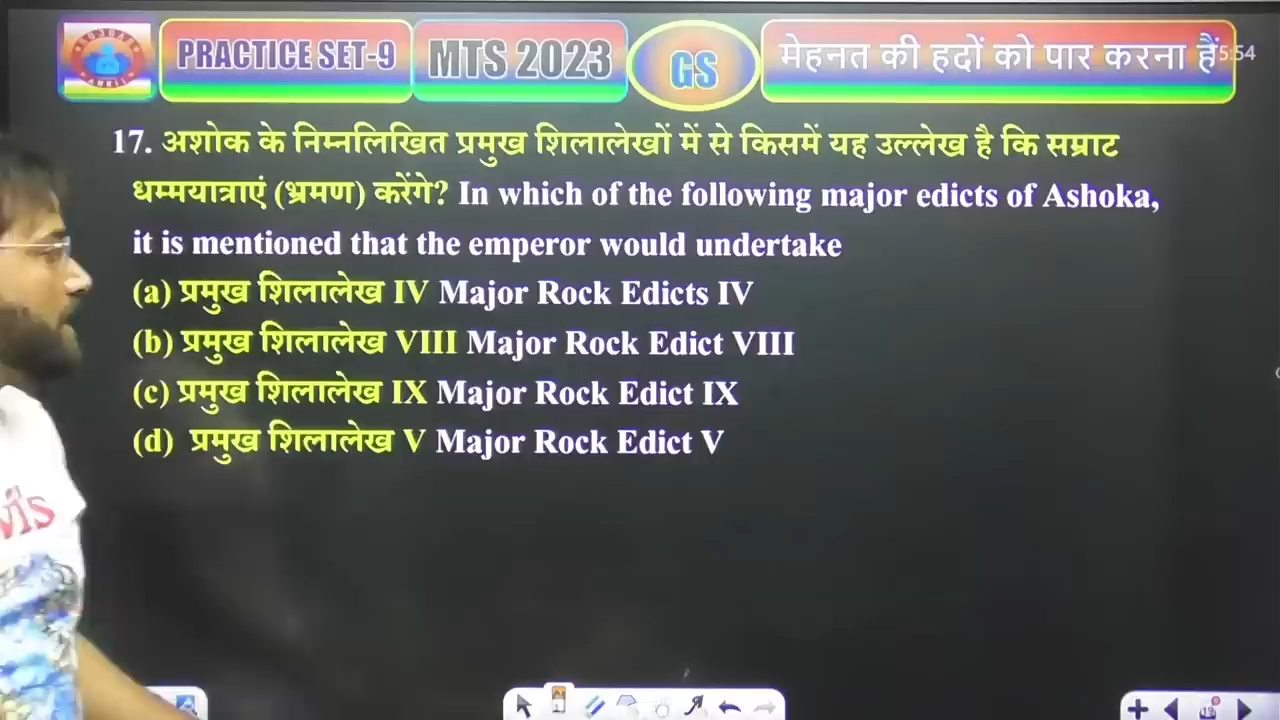 PRACTICE SET-9 MTS 2023 GS मेहनत की हदों को पार करना हैं 5:54
17. अशोक के निम्नलिखित प्रमुख शिलालेखों में से किसमें यह उल्लेख है कि सम्राट
धम्मयात्राएं (भ्रमण) करेंगे? In which of the following major edicts of Ashoka,
it is mentioned that the emperor would undertake
(a) प्रमुख शिलालेख IV Major Rock Edicts IV
(b) प्रमुख शिलालेख VIII Major Rock Edict VIII
(c) प्रमुख शिलालेख IX Major Rock Edict IX
(d) प्रमुख शिलालेख V Major Rock Edict V